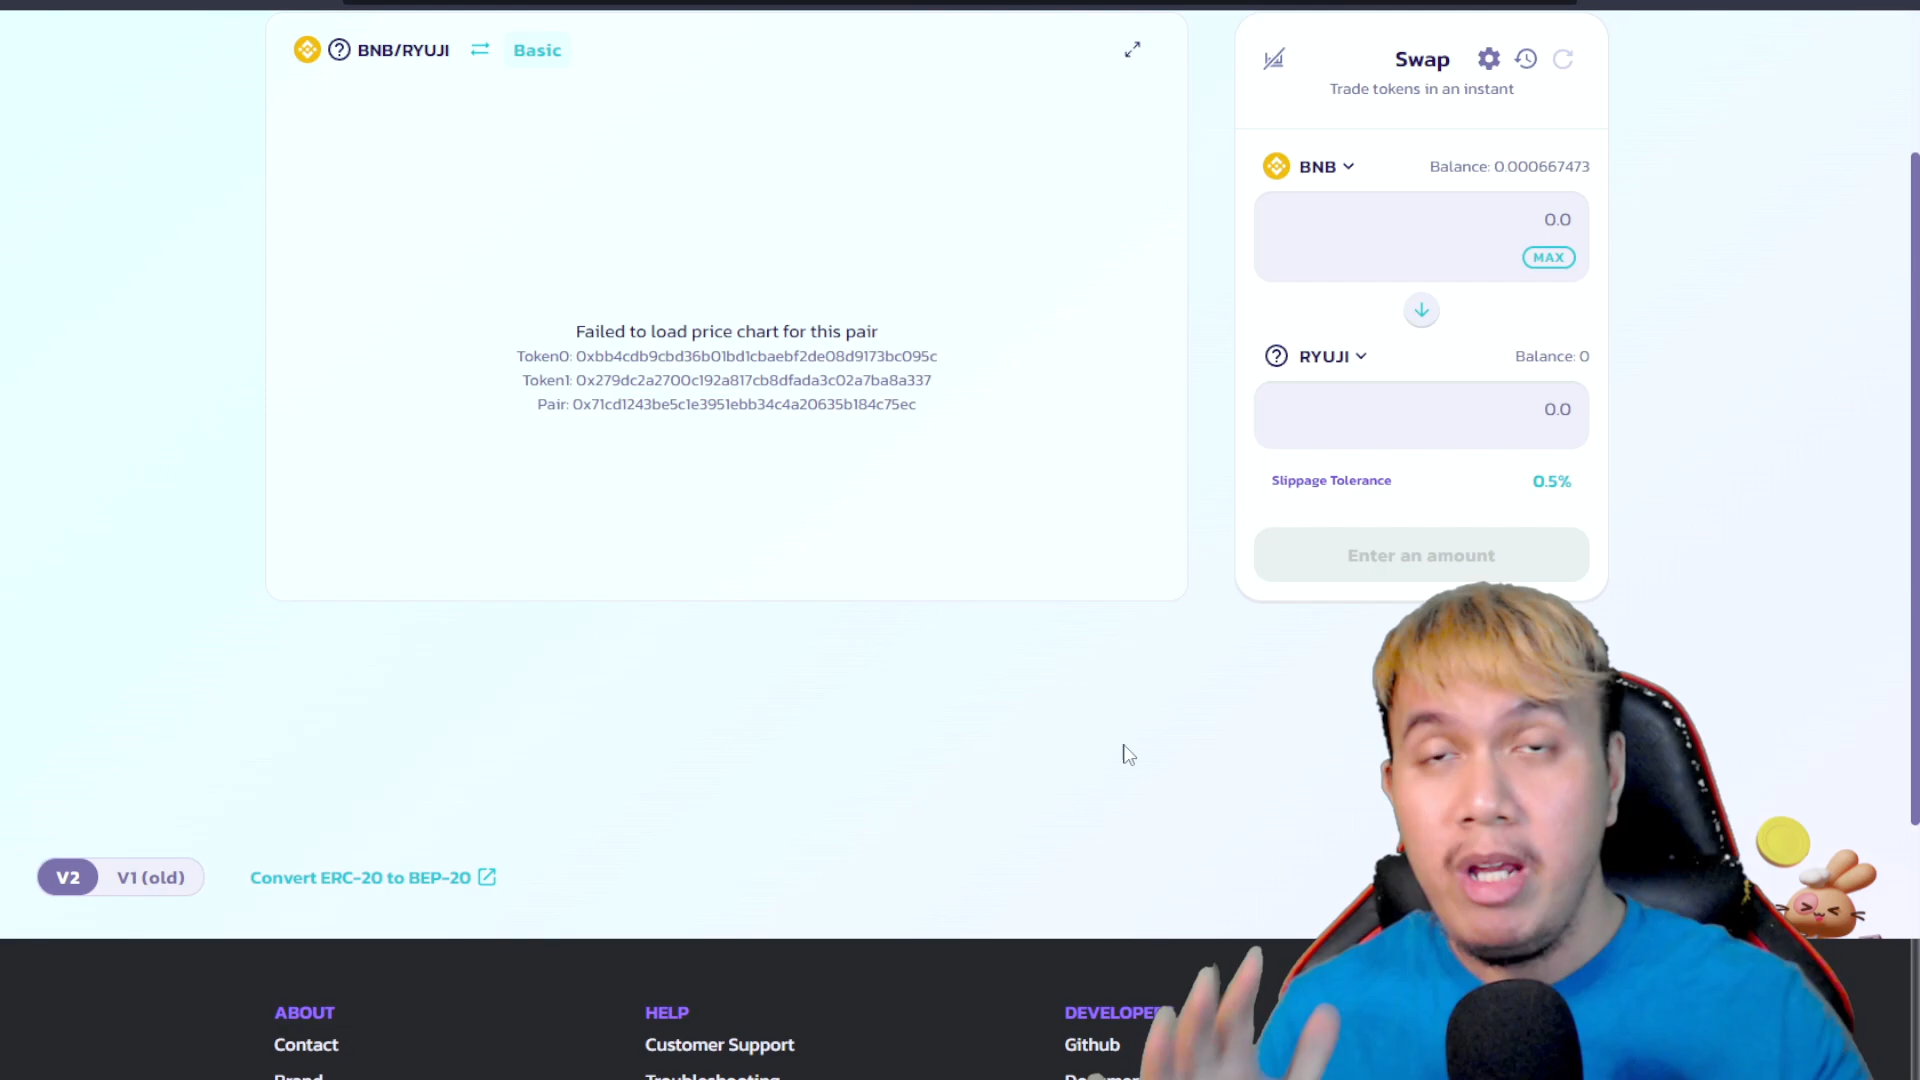 BNB/RYUJI
Basic
Failed to load price chart for this pair
Token0: 0xbb4cdb9cbd36b01bd1cbaebf2de08d9173bc095c
Token1: 0x279dc2a2700c192a817cb8dfada3c02a7ba8a337
Pair: 0x71cd1243be5c1e3951ebb34c4a20635b184c75ec
Swap
Trade tokens in an instant
BNB
Balance: 0.000667473
0.0
MAX
RYUJI
Balance: 0
0.0
Slippage Tolerance
0.5%
Enter an amount
V2
V1 (old)
Convert ERC-20 to BEP-20
ABOUT
HELP
Contact
Customer Support
Github
Brand
Troubleshooting